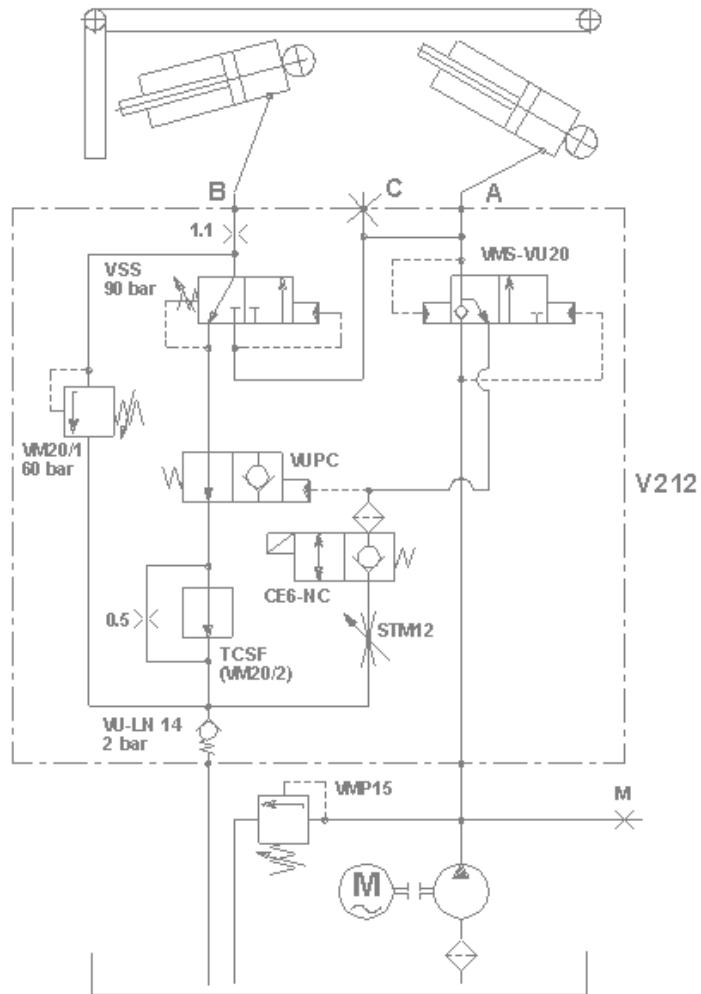 B
C
A
1.1
VSS
90 bar
VMS-VU20
VM20/1
60 bar
VUPC
V212
CE6-NC
0.5
STM12
TCSF
(VM20/2)
VU-LN 14
2 bar
VMP15
M
M